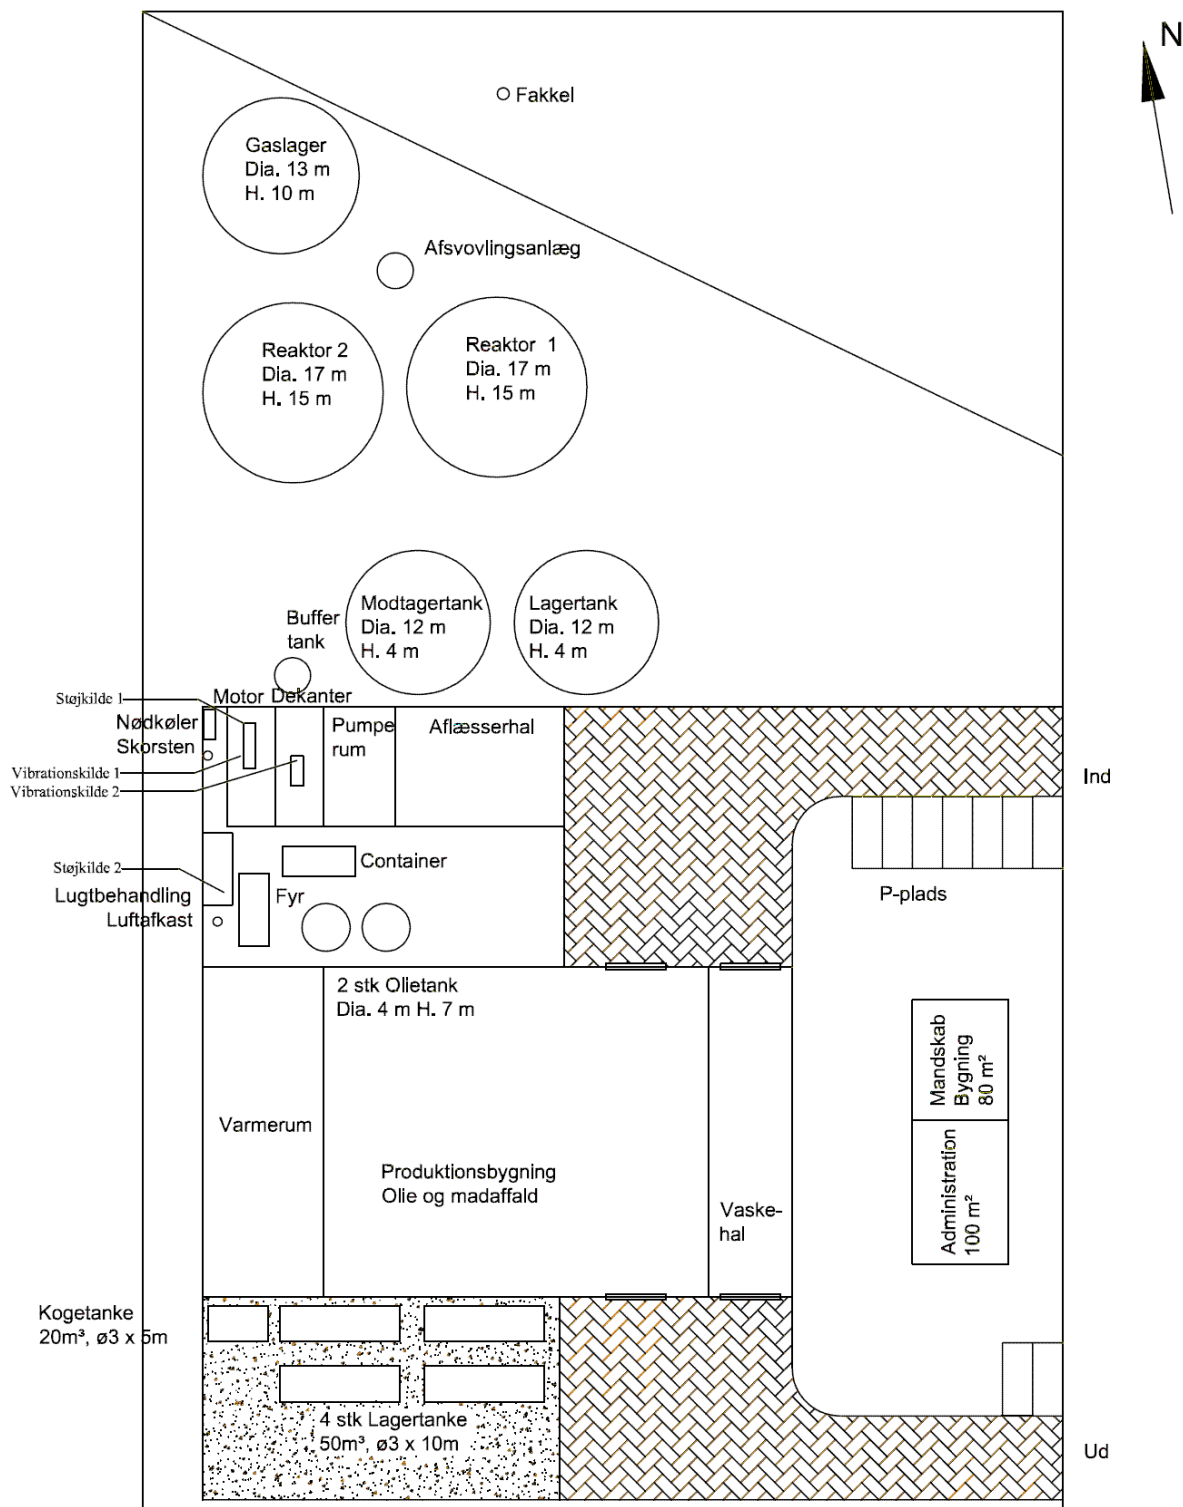 N
Fakkel
Gaslager
Dia. 13 m
H. 10 m
Afsvovlingsanlæg
Reaktor 2
Dia. 17 m
H. 15 m
Reaktor 1
Dia. 17 m
H. 15 m
Modtagertank
Dia. 12 m
H. 4 m
Lagertank
Dia. 12 m
H. 4 m
Buffer
tank
Støjkilde 1
Motor Dekanter
Nødkøler
Skorsten
Pumpe
rum
Aflæsserhal
Vibrationskilde 1
Vibrationskilde 2
Ind
Støjkilde 2
Container
Lugtbehandling
Luftafkast
Fyr
P-plads
2 stk Olietank
Dia. 4 m H. 7 m
Mandskab
Bygning
80 m²
Varmerum
Produktionsbygning
Olie og madaffald
Vaske-
hal
Administration
100 m²
Kogetanke
20m³, ø3 x 5m
4 stk Lagertanke
50m³, ø3 x 10m
Ud